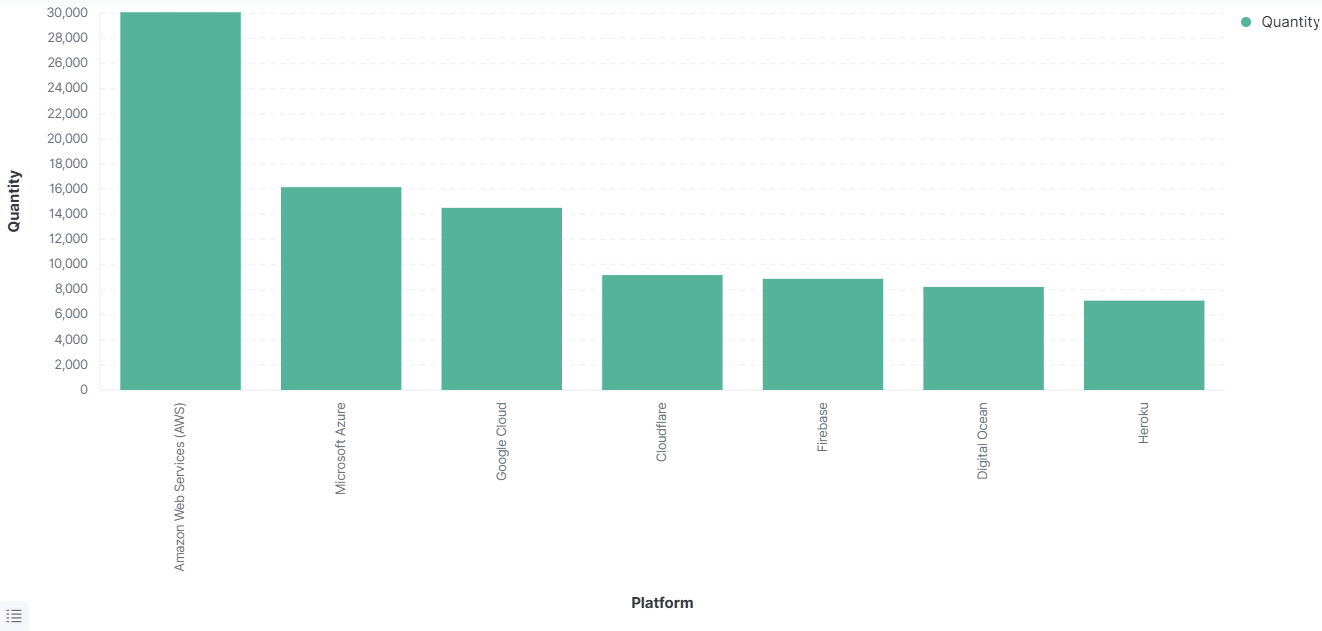 30,000
28,000
26,000
24,000
22,000
20,000
18,000
16,000
14,000
12,000
10,000
8,000
6,000
4,000
2,000
0
Quantity
Quantity
Amazon Web Services (AWS)
Microsoft Azure
Google Cloud
Cloudflare
Firebase
Digital Ocean
Heroku
Platform